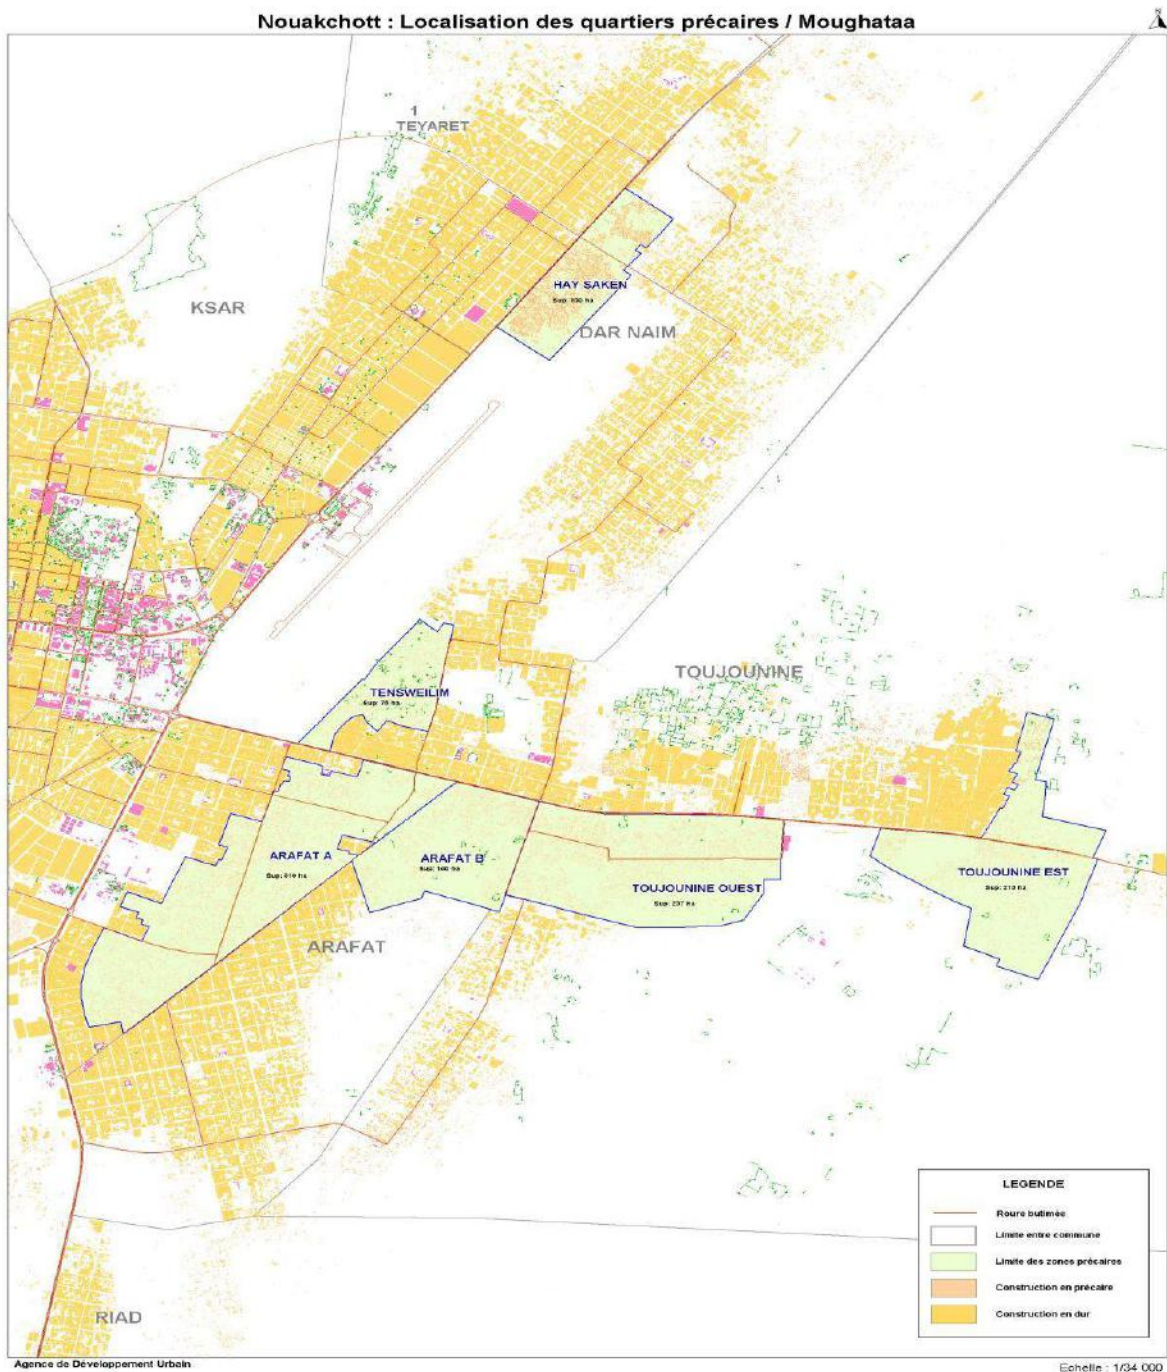 Nouakchott : Localisation des quartiers précaires / Moughataa
1
TEYARET
KSAR
HAY SAKEN
DAR NAIM
TOUJOUNINE
TENSWEILIM
ARAFAT A
ARAFAT B
TOUJOUNINE OUEST
TOUJOUNINE EST
ARAFAT
RIAD
LEGENDE
Limite entre commune
Limite des zones précaires
Construction en précaire
Construction en dur
Agence de Développement Urbain
Echelle : 1/34 000